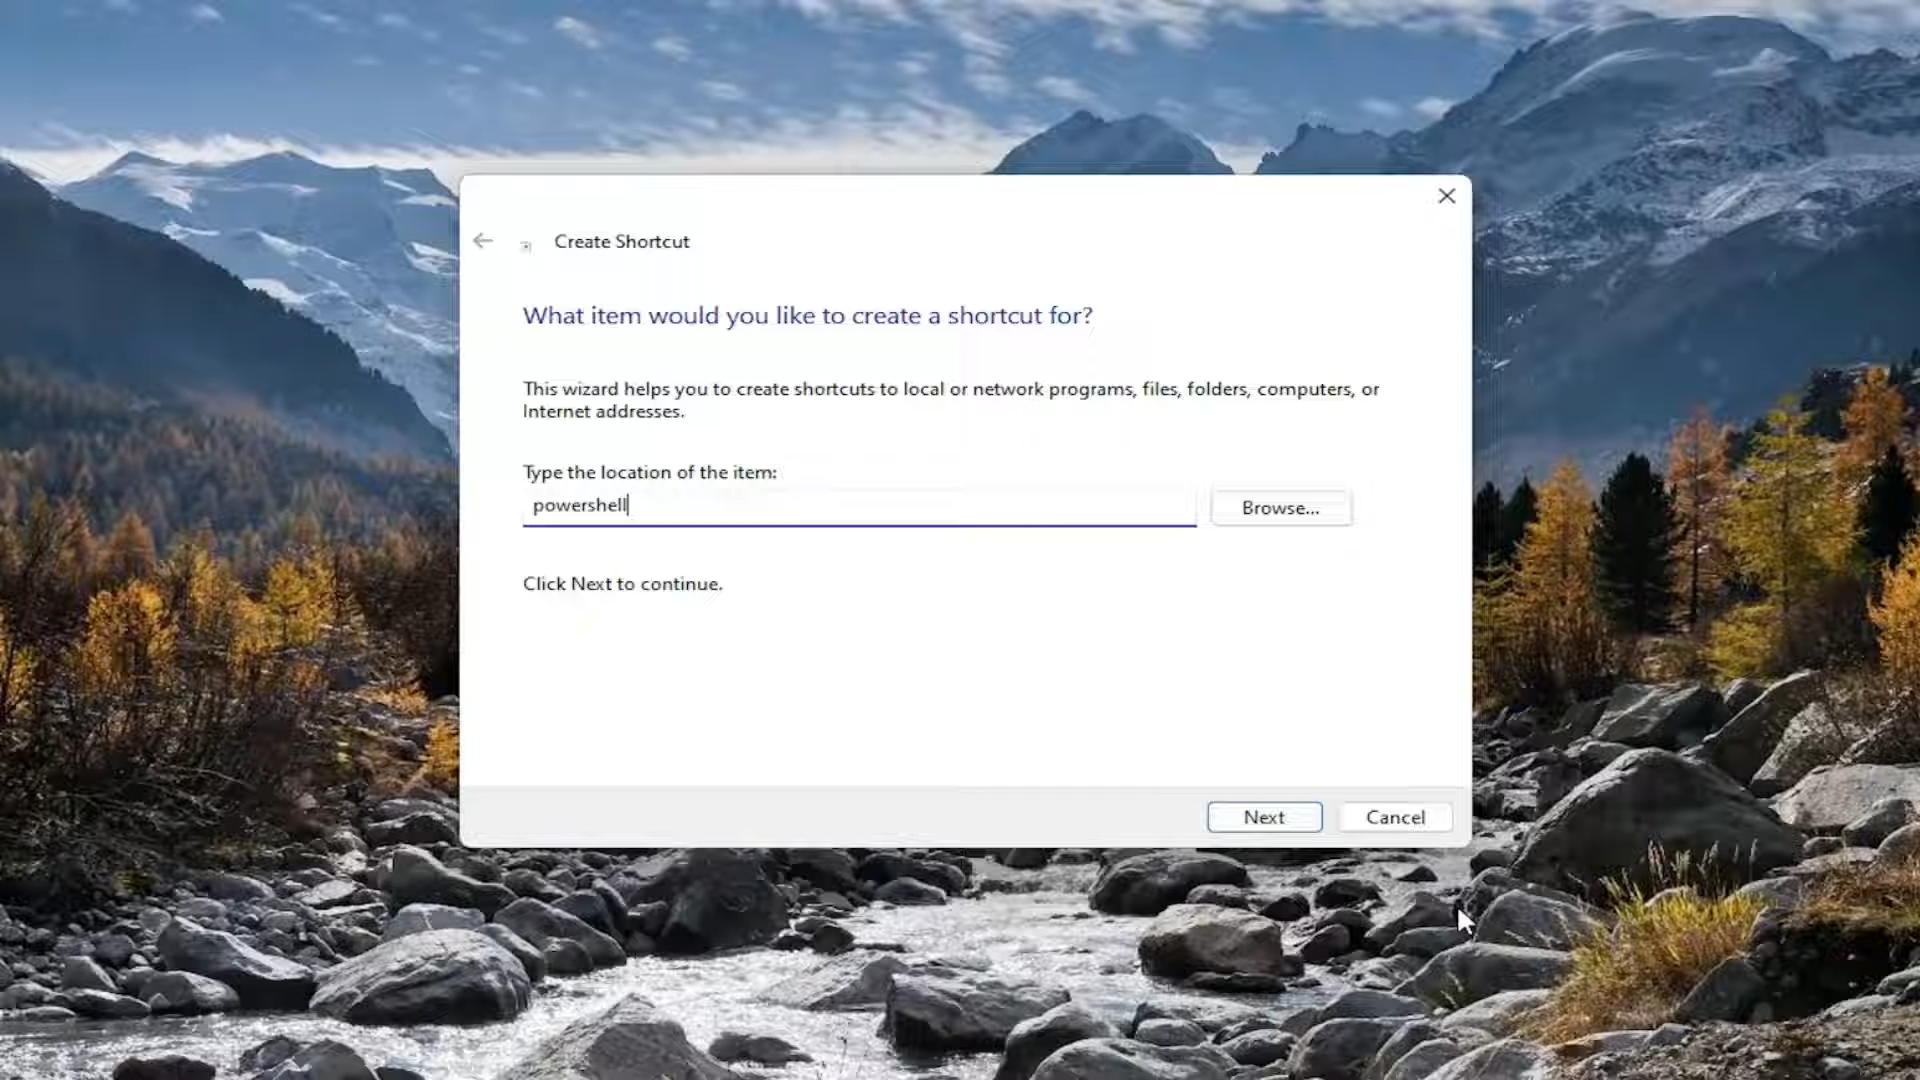 Create Shortcut
What item would you like to create a shortcut for?
This wizard helps you to create shortcuts to local or network programs, files, folders, computers, or
Internet addresses.
Type the location of the item:
powershell
Browse...
Click Next to continue.
Next
Cancel